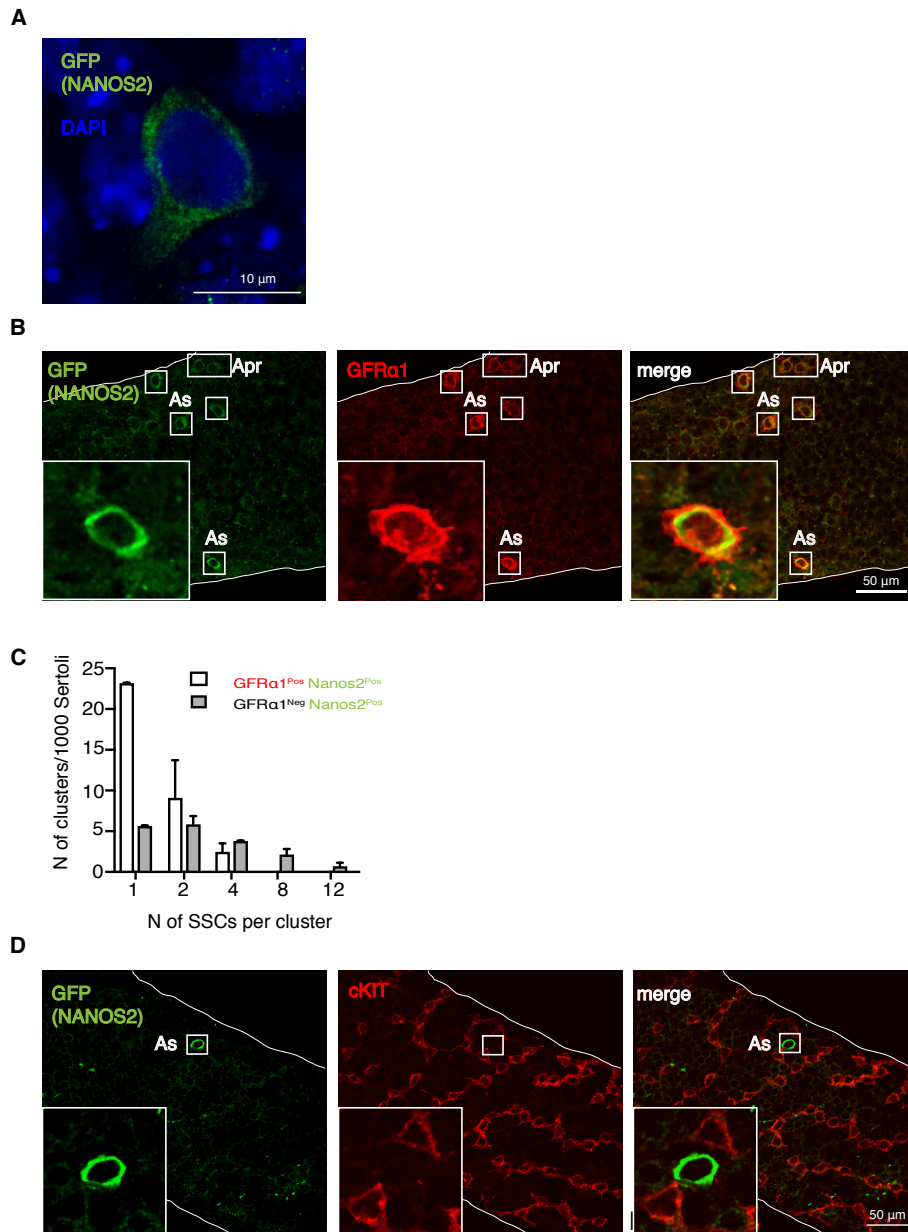 A
GFP
(NANOS2)
DAPI
10 µm
B
GFP
(NANOS2)
Apr
As
As
GFRα1
Apr
As
As
merge
Apr
As
As
50 µm
C
N of clusters/1000 Sertoli
25
20
15
10
5
0
GFRα1Pos Nanos2Pos
GFRα1Neg Nanos2Pos
1 2 4 8 12
N of SSCs per cluster
D
GFP
(NANOS2)
As
cKIT
merge
As
50 µm